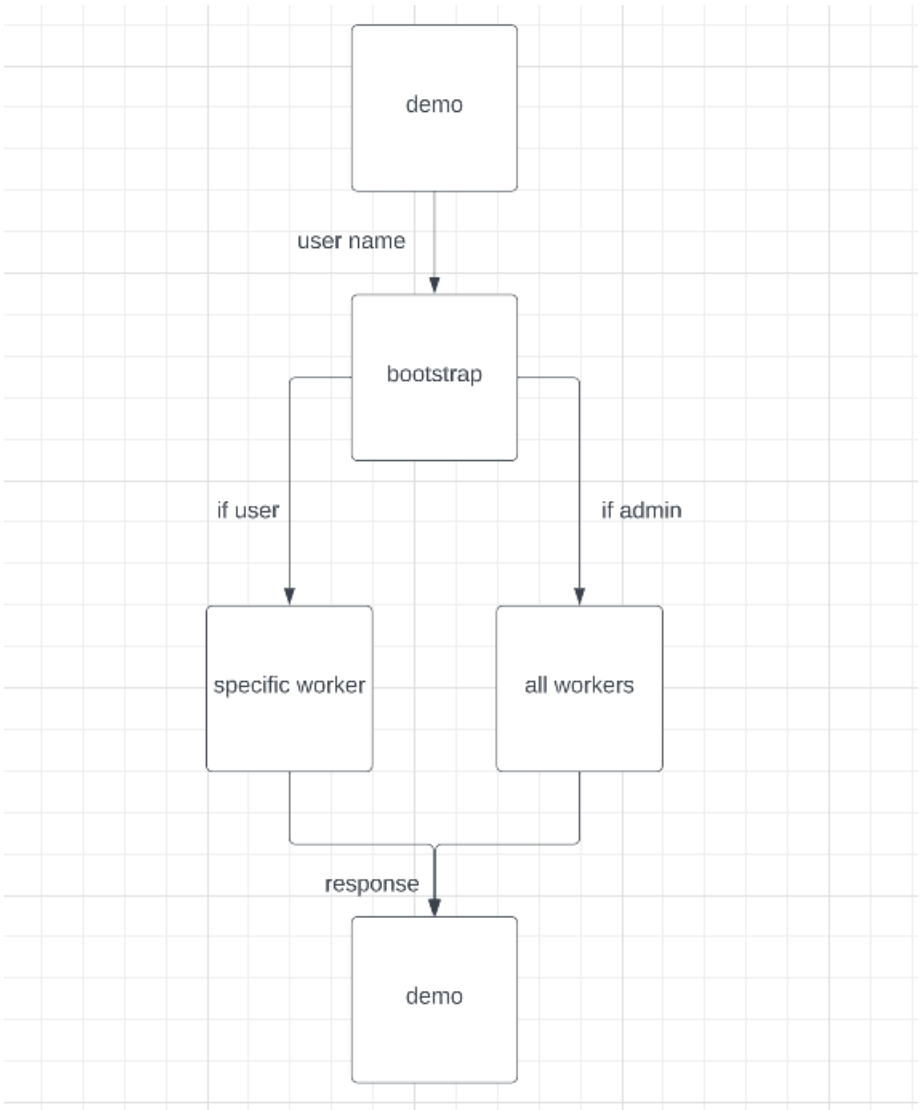 demo
user name
bootstrap
if user
if admin
specific worker
all workers
response
demo